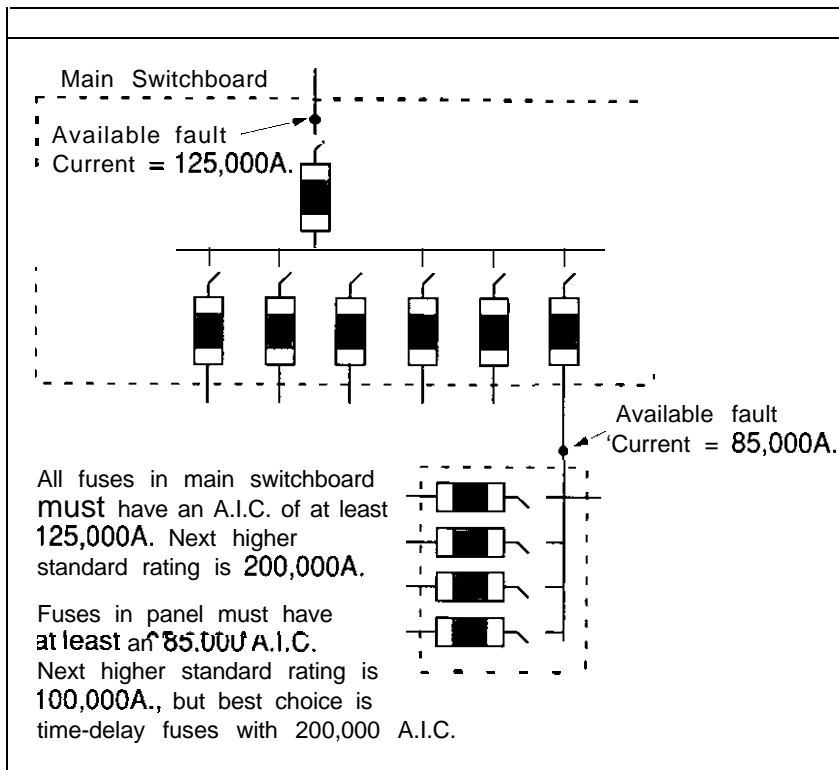 Main Switchboard
Available fault
Current = 125,000A.
Available fault
Current = 85,000A.
All fuses in main switchboard
must have an A.I.C. of at least
125,000A. Next higher
standard rating is 200,000A.
Fuses in panel must have
at least an 85.000 A.I.C.
Next higher standard rating is
100,000A., but best choice is
time-delay fuses with 200,000 A.I.C.